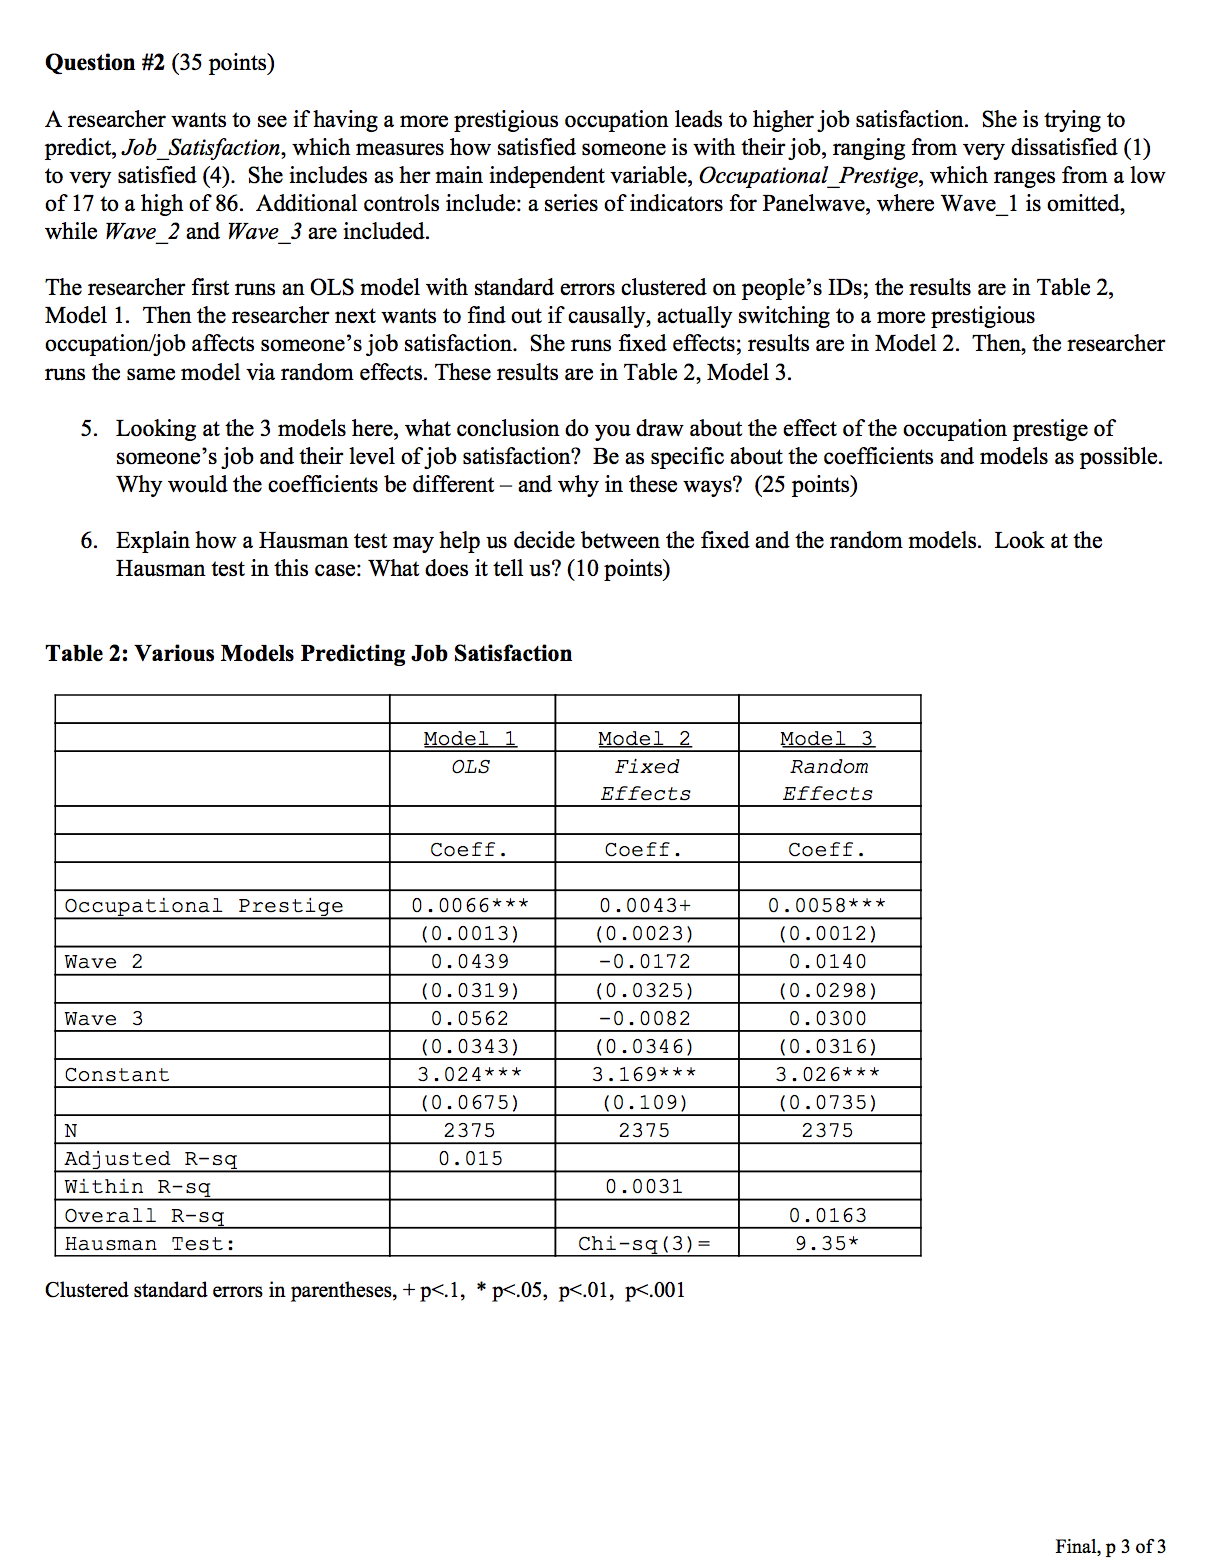 Question #2 (35 points)
A researcher wants to see if having a more prestigious occupation leads to higher job satisfaction. She is trying to
predict, Job_Satisfaction, which measures how satisfied someone is with their job, ranging from very dissatisfied (1)
to very satisfied (4). She includes as her main independent variable, Occupational_Prestige, which ranges from a low
of 17 to a high of 86. Additional controls include: a series of indicators for Panelwave, where Wave_1 is omitted,
while Wave_2 and Wave_3 are included.
The researcher first runs an OLS model with standard errors clustered on people's IDs; the results are in Table 2,
Model 1. Then the researcher next wants to find out if causally, actually switching to a more prestigious
occupation/job affects someone's job satisfaction. She runs fixed effects; results are in Model 2. Then, the researcher
runs the same model via random effects. These results are in Table 2, Model 3.
5. Looking at the 3 models here, what conclusion do you draw about the effect of the occupation prestige of
someone's job and their level of job satisfaction? Be as specific about the coefficients and models as possible.
Why would the coefficients be different – and why in these ways? (25 points)
6. Explain how a Hausman test may help us decide between the fixed and the random models. Look at the
Hausman test in this case: What does it tell us? (10 points)
Table 2: Various Models Predicting Job Satisfaction
Model 1 Model 2 Model 3
OLS Fixed Random
Effects Effects
Coeff. Coeff. Coeff.
Occupational Prestige 0.0066*** 0.0043+ 0.0058***
(0.0013) (0.0023) (0.0012)
Wave 2 0.0439 -0.0172 0.0140
(0.0319) (0.0325) (0.0298)
Wave 3 0.0562 -0.0082 0.0300
(0.0343) (0.0346) (0.0316)
Constant 3.024*** 3.169*** 3.026***
(0.0675) (0.109) (0.0735)
N 2375 2375 2375
Adjusted R-sq 0.015
Within R-sq 0.0031
Overall R-sq 0.0163
Hausman Test: Chi-sq(3)= 9.35*
Clustered standard errors in parentheses, + p<.1, * p<.05, p<.01, p<.001
Final, p 3 of 3